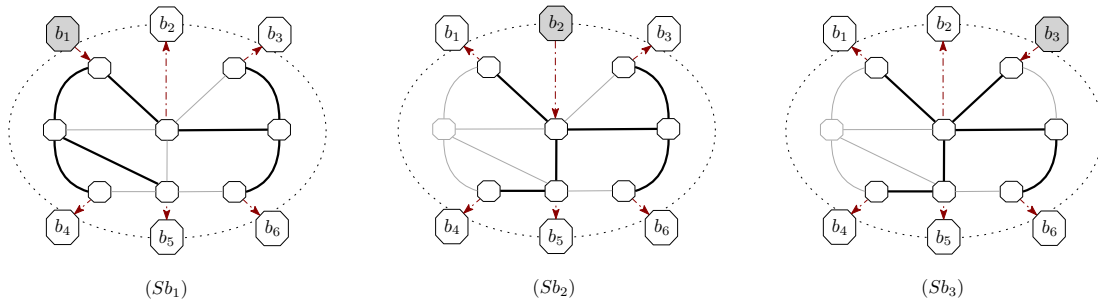 b₁ b₂ b₃ b₁ b₂ b₃ b₁ b₂ b₃
b₄ b₅ b₆ b₄ b₅ b₆ b₄ b₅ b₆
(Sb₁) (Sb₂) (Sb₃)